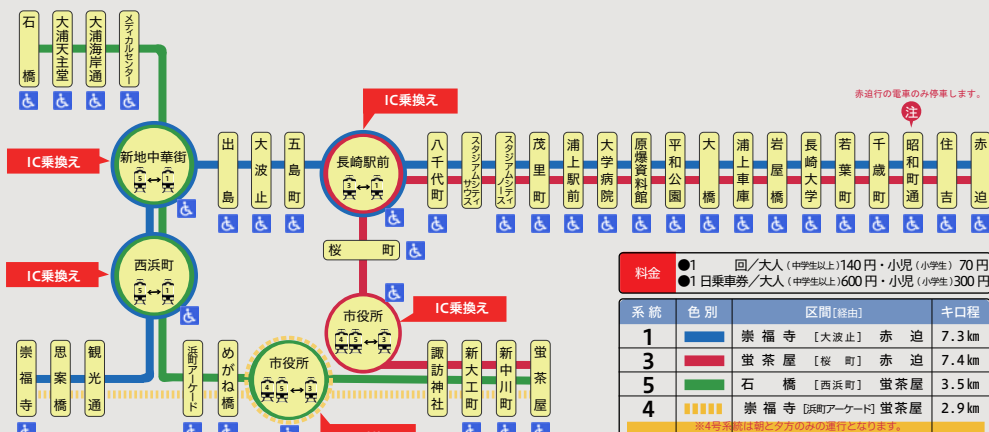 石橋
大浦天主堂
大浦海岸通
メディカルセンター
IC乗換え
赤迫行の電車のみ停車します。
注
IC乗換え
新地中華街
5↔1
出島
大波止
五島町
長崎駅前
3↔1
八千代町
スタジアムシティサウス
スタジアムシティノース
茂里町
浦上駅前
大学病院
原爆資料館
平和公園
大橋
浦上車庫
岩屋橋
長崎大学
若葉町
千歳町
昭和町通
住吉
赤迫
桜町
IC乗換え
西浜町
5↔1
IC乗換え
市役所
4 5↔3
崇福寺
思案橋
観光通
浜町アーケード
めがね橋
市役所
4 5↔3
諏訪神社
新大工町
新中川町
蛍茶屋
料金
●1 回/大人(中学生以上)140円・小児(小学生) 70円
●1日乗車券/大人(中学生以上)600円・小児(小学生)300円
系統 色別 区間[経由] キロ程
1 崇福寺 [大波止] 赤迫 7.3km
3 蛍茶屋 [桜町] 赤迫 7.4km
5 石橋 [西浜町] 蛍茶屋 3.5km
4 崇福寺 [浜町アーケード] 蛍茶屋 2.9km
※4号系統は朝と夕方のみの運行となります。